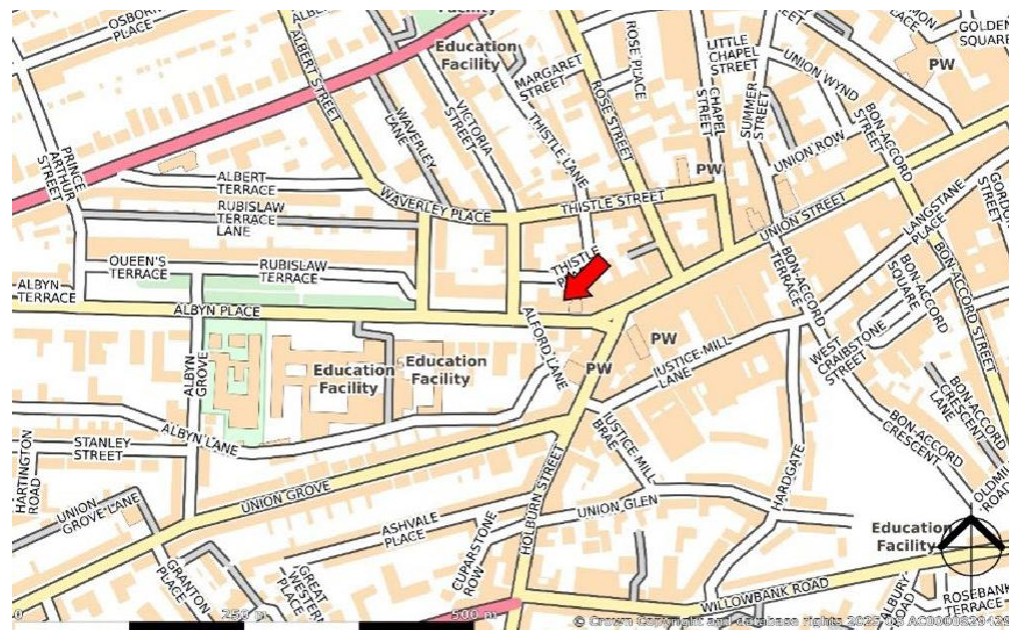 OSBORNE
PLACE
ALBERT STREET
Facility
Education
Facility
MARGARET
STREET
ROSE PLACE
ROSE STREET
LITTLE
CHAPEL
STREET
CHAPEL
STREET
SUMMER
STREET
UNION WYND
PW
GOLDEN
SQUARE
PLACE
BON-ACCORD
UNION ROW
PRINCE
ARTHUR
STREET
WAVERLEY
LANE
VICTORIA
STREET
THISTLE LANE
PW
ALBERT
TERRACE
WAVERLEY PLACE
THISTLE STREET
RUBISLAW
TERRACE
LANE
UNION STREET
LANGSTANE
PLACE
QUEEN'S
TERRACE
RUBISLAW
TERRACE
THISTLE
BON-ACCORD
TERRACE
BON-ACCORD
SQUARE
BON-ACCORD STREET
ALBYN
TERRACE
ALBYN PLACE
ALFORD LANE
PW
PW
JUSTICE-MILL
LANE
WEST
CRAIBSTONE
STREET
ALBYN
GROVE
Education
Facility
Education
Facility
BON-ACCORD
CRESCENT
LANE
BON-ACCORD
CRESCENT
ALBYN LANE
STANLEY
STREET
HARTINGTON
ROAD
JUSTICE-MILL
BRAE
HARDGATE
UNION
GROVE LANE
UNION GROVE
HOLBURN STREET
UNION GLEN
ASHVALE
PLACE
CUPARSTONE
ROW
Education
Facility
GRANTON
PLACE
GREAT
WESTERN
PLACE
WILLOWBANK ROAD
ROAD
ROSEBANK
TERRACE
0
250 m
500 m
© Crown Copyright and database rights 2025 OS AC0000829429